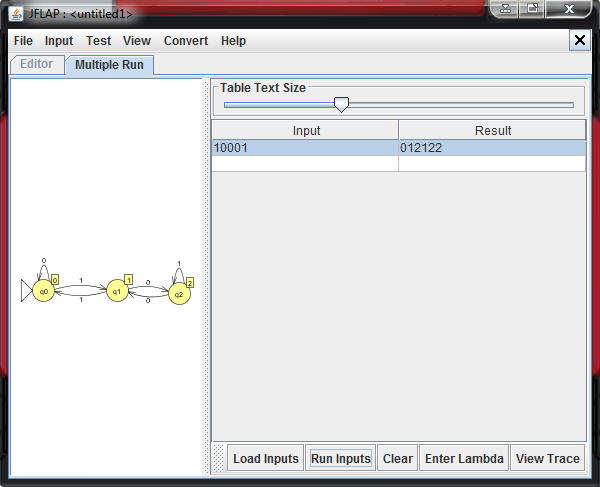 JFLAP : <untitled1>
File Input Test View Convert Help
Editor Multiple Run
Table Text Size
Input Result
10001 012122
0 1
0 1 1 0 2
q0 q1 q2
1 0
Load Inputs Run Inputs Clear Enter Lambda View Trace